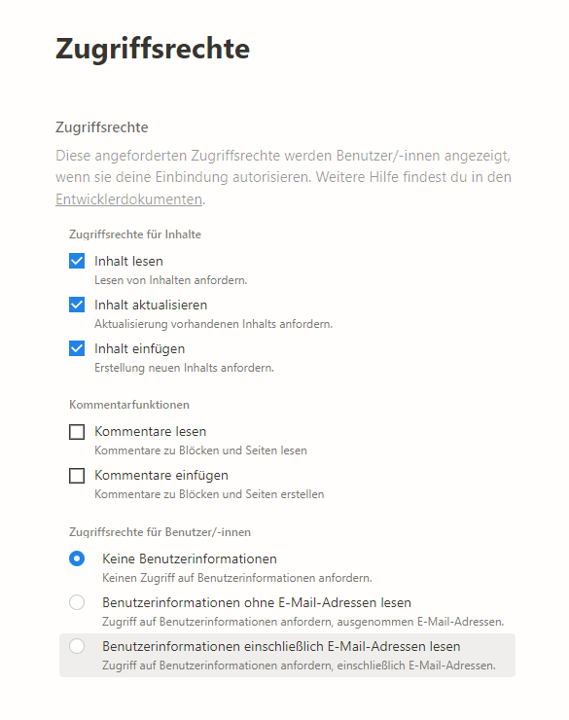 Zugriffsrechte
Zugriffsrechte
Diese angeforderten Zugriffsrechte werden Benutzer/-innen angezeigt,
wenn sie deine Einbindung autorisieren. Weitere Hilfe findest du in den
Entwicklerdokumenten.
Zugriffsrechte für Inhalte
Inhalt lesen
Lesen von Inhalten anfordern.
Inhalt aktualisieren
Aktualisierung vorhandenen Inhalts anfordern.
Inhalt einfügen
Erstellung neuen Inhalts anfordern.
Kommentarfunktionen
Kommentare lesen
Kommentare zu Blöcken und Seiten lesen
Kommentare einfügen
Kommentare zu Blöcken und Seiten erstellen
Zugriffsrechte für Benutzer/-innen
Keine Benutzerinformationen
Keinen Zugriff auf Benutzerinformationen anfordern.
Benutzerinformationen ohne E-Mail-Adressen lesen
Zugriff auf Benutzerinformationen anfordern, ausgenommen E-Mail-Adressen.
Benutzerinformationen einschließlich E-Mail-Adressen lesen
Zugriff auf Benutzerinformationen anfordern, einschließlich E-Mail-Adressen.